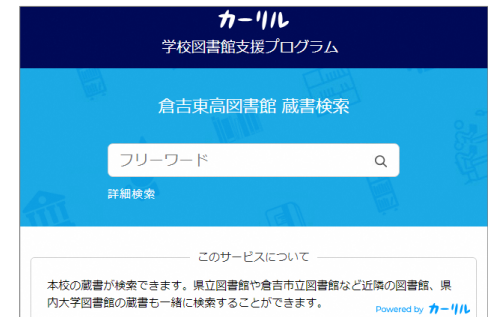 カーリル
学校図書館支援プログラム
倉吉東高図書館 蔵書検索
フリーワード
詳細検索
このサービスについて
本校の蔵書が検索できます。県立図書館や倉吉市立図書館など近隣の図書館、県
内大学図書館の蔵書も一緒に検索することができます。
Powered by カーリル